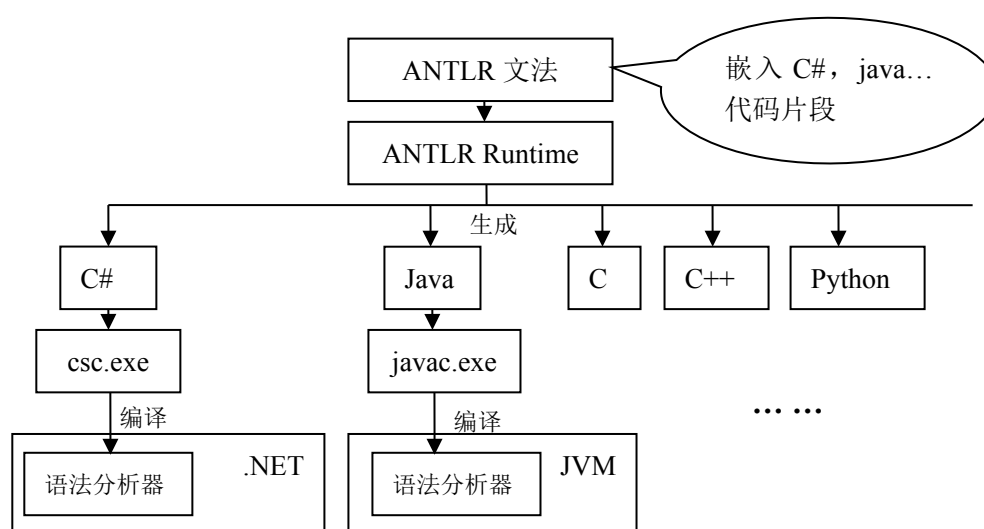 ANTLR 文法
嵌入 C#，java…
代码片段
ANTLR Runtime
生成
C#
Java
C
C++
Python
csc.exe
javac.exe
编译
编译
… …
.NET
语法分析器
JVM
语法分析器